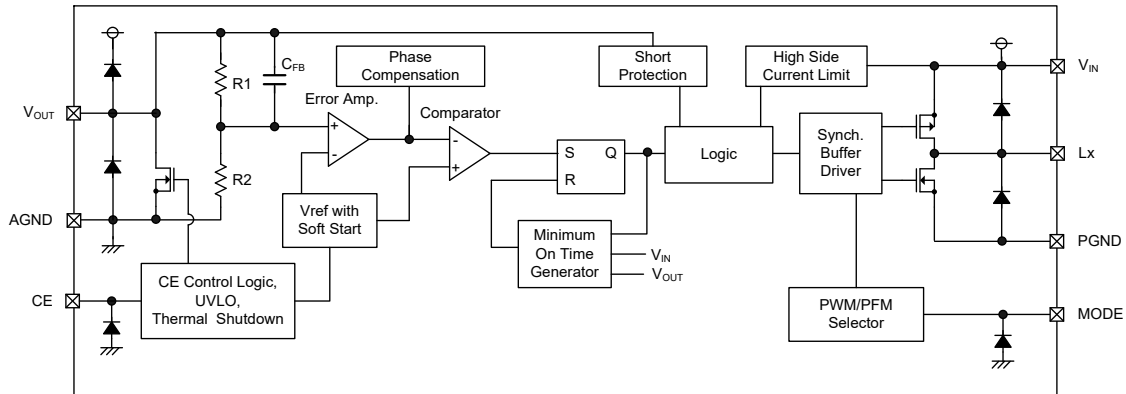 Phase
Compensation
Short
Protection
High Side
Current Limit
R1
CFB
Error Amp.
Comparator
VIN
VOUT
+
-
-
+
S
Q
R
Logic
Synch.
Buffer
Driver
Lx
R2
AGND
Vref with
Soft Start
Minimum
On Time
Generator
VIN
VOUT
PGND
CE
CE Control Logic,
UVLO,
Thermal Shutdown
PWM/PFM
Selector
MODE